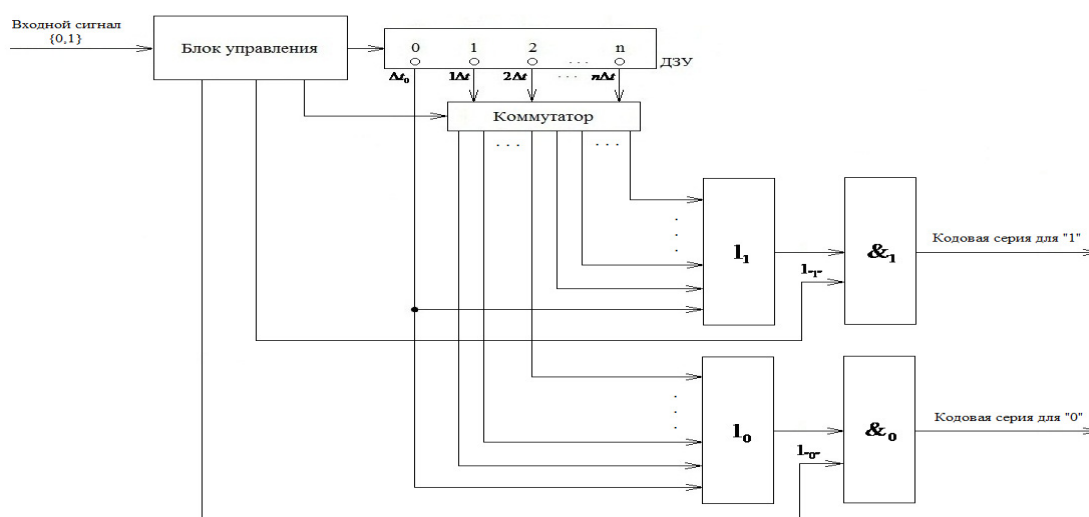 Входной сигнал
{0,1}
Блок управления
0 1 2 ... n
ДЗУ
Δt₀ 1Δt 2Δt ... nΔt
Коммутатор
... ...
1₁
&₁
Кодовая серия для "1"
1"1"
1₀
&₀
Кодовая серия для "0"
1"0"